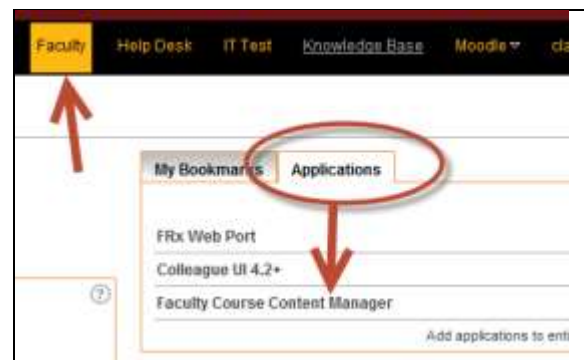 Faculty Help Desk IT Test Knowledge Base Moodle
My Bookmarks Applications
FRx Web Port
Colleague UI 4.2+
?
Faculty Course Content Manager
Add applications to